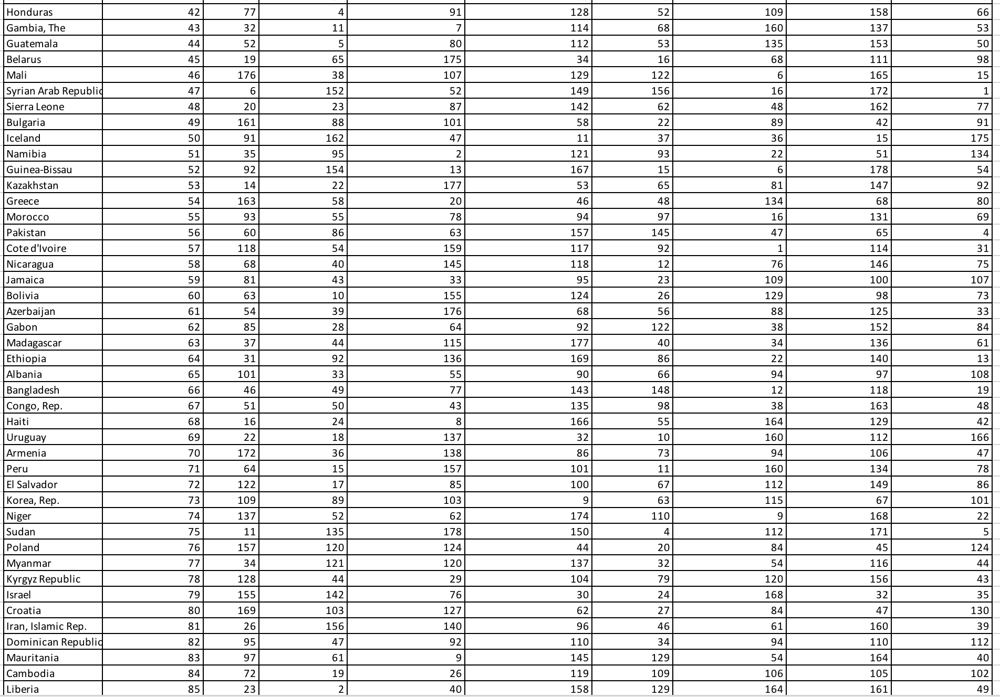 Honduras 42 77 4 91 128 52 109 158 66
Gambia, The 43 32 11 7 114 68 160 137 53
Guatemala 44 52 5 80 112 53 135 153 50
Belarus 45 19 65 175 34 16 68 111 98
Mali 46 176 38 107 129 122 6 165 15
Syrian Arab Republic 47 6 152 52 149 156 16 172 1
Sierra Leone 48 20 23 87 142 62 48 162 77
Bulgaria 49 161 88 101 58 22 89 42 91
Iceland 50 91 162 47 11 37 36 15 175
Namibia 51 35 95 2 121 93 22 51 134
Guinea-Bissau 52 92 154 13 167 15 6 178 54
Kazakhstan 53 14 22 177 53 65 81 147 92
Greece 54 163 58 20 46 48 134 68 80
Morocco 55 93 55 78 94 97 16 131 69
Pakistan 56 60 86 63 157 145 47 65 4
Cote d'Ivoire 57 118 54 159 117 92 1 114 31
Nicaragua 58 68 40 145 118 12 76 146 75
Jamaica 59 81 43 33 95 23 109 100 107
Bolivia 60 63 10 155 124 26 129 98 73
Azerbaijan 61 54 39 176 68 56 88 125 33
Gabon 62 85 28 64 92 122 38 152 84
Madagascar 63 37 44 115 177 40 34 136 61
Ethiopia 64 31 92 136 169 86 22 140 13
Albania 65 101 33 55 90 66 94 97 108
Bangladesh 66 46 49 77 143 148 12 118 19
Congo, Rep. 67 51 50 43 135 98 38 163 48
Haiti 68 16 24 8 166 55 164 129 42
Uruguay 69 22 18 137 32 10 160 112 166
Armenia 70 172 36 138 86 73 94 106 47
Peru 71 64 15 157 101 11 160 134 78
El Salvador 72 122 17 85 100 67 112 149 86
Korea, Rep. 73 109 89 103 9 63 115 67 101
Niger 74 137 52 62 174 110 9 168 22
Sudan 75 11 135 178 150 4 112 171 5
Poland 76 157 120 124 44 20 84 45 124
Myanmar 77 34 121 120 137 32 54 116 44
Kyrgyz Republic 78 128 44 29 104 79 120 156 43
Israel 79 155 142 76 30 24 168 32 35
Croatia 80 169 103 127 62 27 84 47 130
Iran, Islamic Rep. 81 26 156 140 96 46 61 160 39
Dominican Republic 82 95 47 92 110 34 94 110 112
Mauritania 83 97 61 9 145 129 54 164 40
Cambodia 84 72 19 26 119 109 106 105 102
Liberia 85 23 2 40 158 129 164 161 49